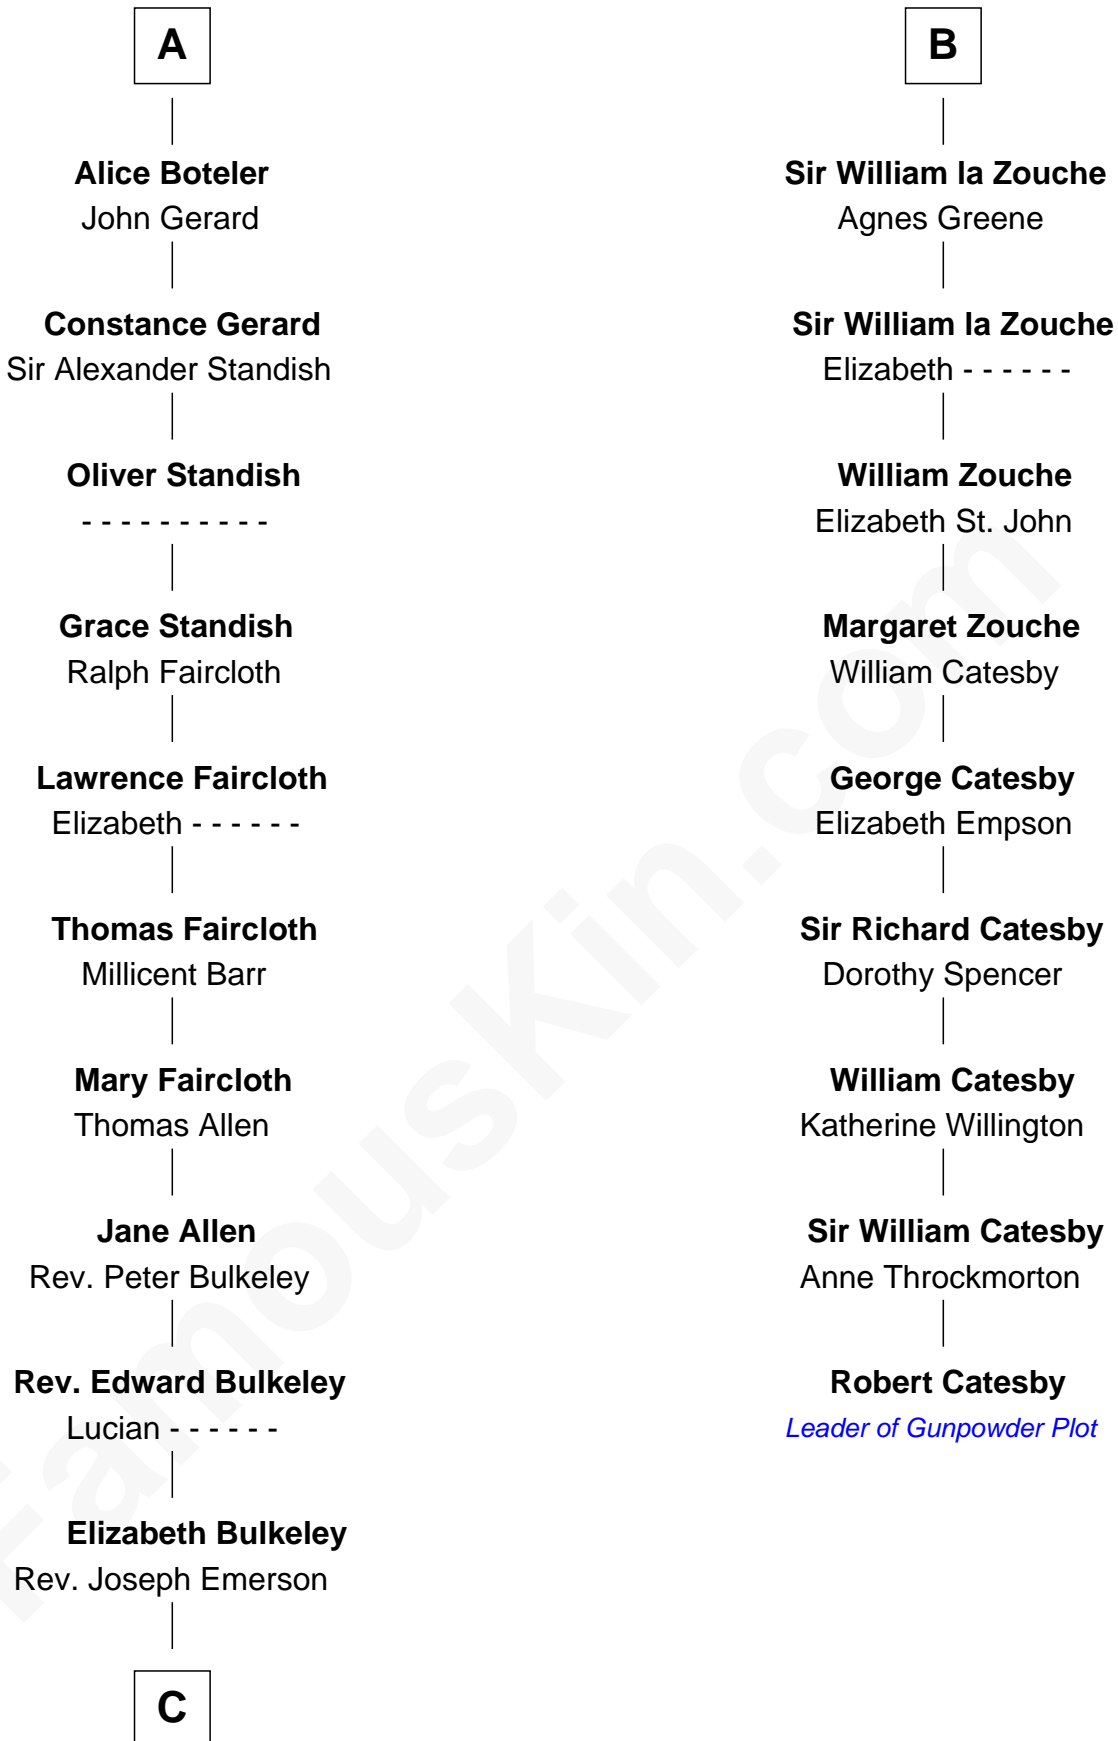 A
Alice Boteler
John Gerard
Constance Gerard
Sir Alexander Standish
Oliver Standish
- - - - - - - - - -
Grace Standish
Ralph Faircloth
Lawrence Faircloth
Elizabeth - - - - - -
Thomas Faircloth
Millicent Barr
Mary Faircloth
Thomas Allen
Jane Allen
Rev. Peter Bulkeley
Rev. Edward Bulkeley
Lucian - - - - - -
Elizabeth Bulkeley
Rev. Joseph Emerson
C
B
Sir William la Zouche
Agnes Greene
Sir William la Zouche
Elizabeth - - - - - -
William Zouche
Elizabeth St. John
Margaret Zouche
William Catesby
George Catesby
Elizabeth Empson
Sir Richard Catesby
Dorothy Spencer
William Catesby
Katherine Willington
Sir William Catesby
Anne Throckmorton
Robert Catesby
Leader of Gunpowder Plot
FamousKin.com